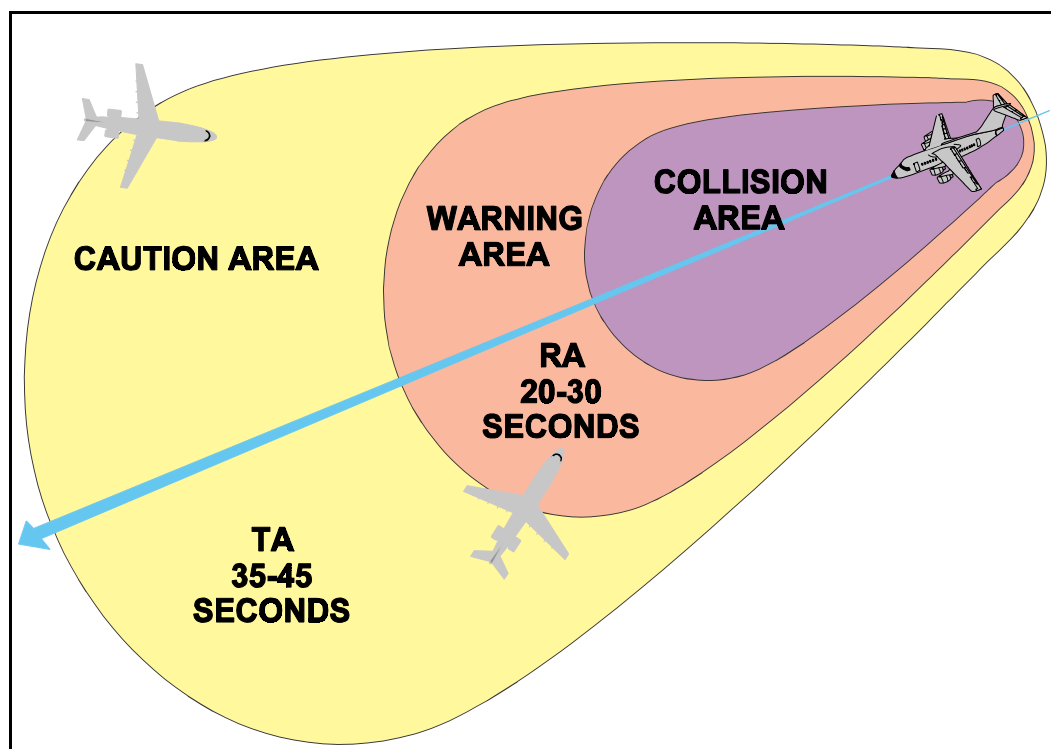 CAUTION AREA
WARNING
AREA
COLLISION
AREA
RA
20-30
SECONDS
TA
35-45
SECONDS